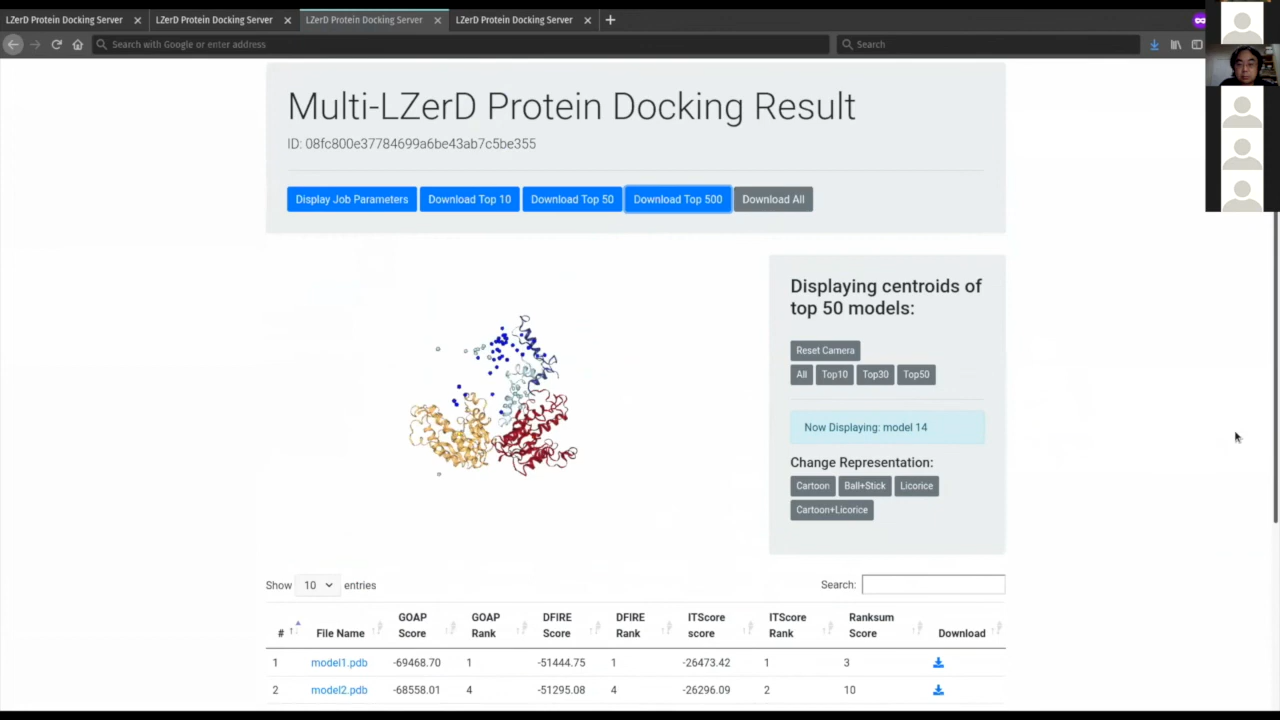 LZerD Protein Docking Server
LZerD Protein Docking Server
LZerD Protein Docking Server
LZerD Protein Docking Server
Search with Google or enter address
Search
Multi-LZerD Protein Docking Result
ID: 08fc800e37784699a6be43ab7c5be355
Display Job Parameters
Download Top 10
Download Top 50
Download Top 500
Download All
Displaying centroids of
top 50 models:
Reset Camera
All Top10 Top30 Top50
Now Displaying: model 14
Change Representation:
Cartoon Ball+Stick Licorice
Cartoon+Licorice
Show 10 entries
Search:
# File Name GOAP Score GOAP Rank DFIRE Score DFIRE Rank ITScore score ITScore Rank Ranksum Score Download
1 model1.pdb -69468.70 1 -51444.75 1 -26473.42 1 3
2 model2.pdb -68558.01 4 -51295.08 4 -26296.09 2 10